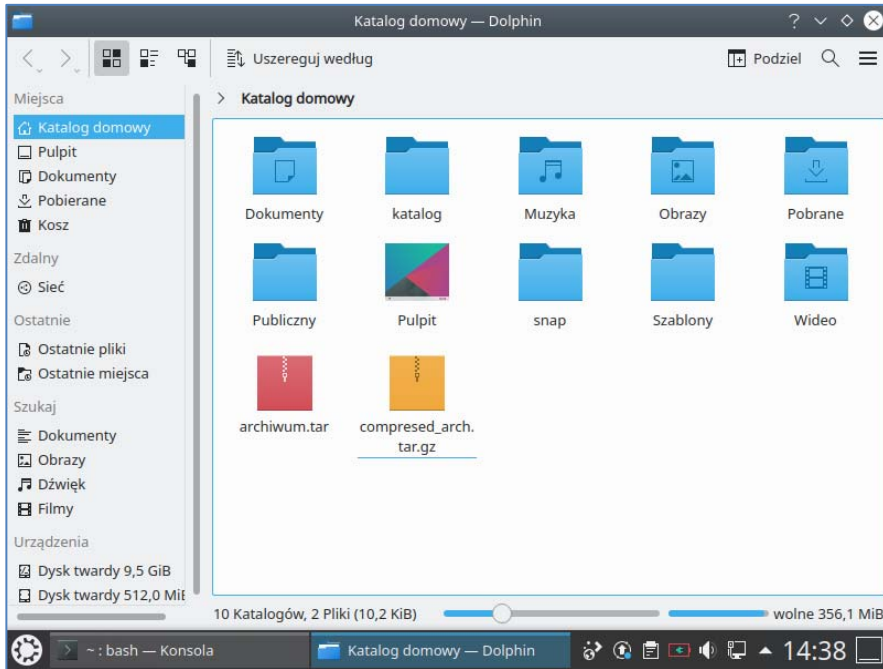 Katalog domowy — Dolphin
Uszereguj według
Podziel
Miejsca
Katalog domowy
Pulpit
Dokumenty
Pobierane
Kosz
Zdalny
Sieć
Ostatnie
Ostatnie pliki
Ostatnie miejsca
Szukaj
Dokumenty
Obrazy
Dźwięk
Filmy
Urządzenia
Dysk twardy 9,5 GiB
Dysk twardy 512,0 MiE
> Katalog domowy
Dokumenty katalog Muzyka Obrazy Pobrane
Publiczny Pulpit snap Szablony Wideo
archiwum.tar compresed_arch.
tar.gz
10 Katalogów, 2 Pliki (10,2 KiB) wolne 356,1 MiB
~ : bash — Konsola Katalog domowy — Dolphin 14:38